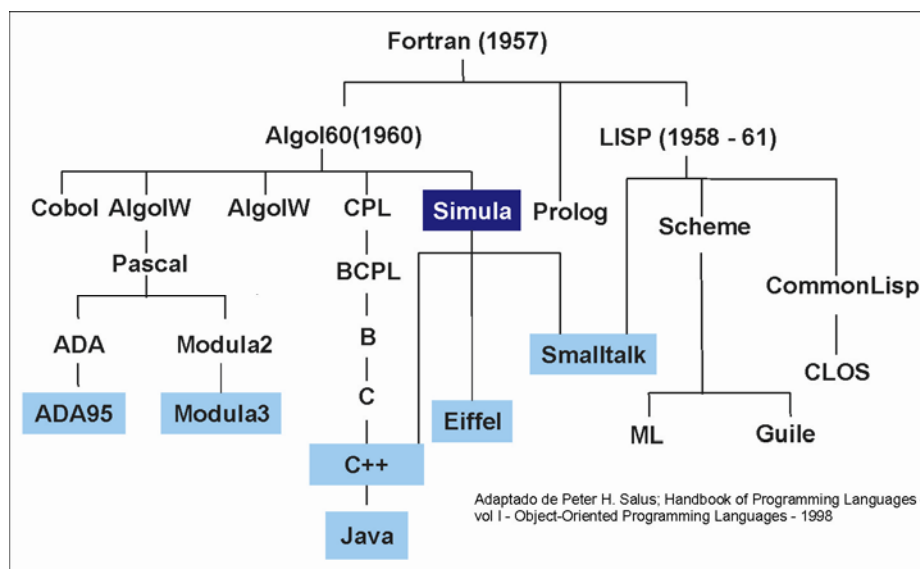 Fortran (1957)
Algol60(1960)
LISP (1958 - 61)
Cobol
AlgolW
AlgolW
CPL
Simula
Prolog
Scheme
Pascal
BCPL
CommonLisp
ADA
Modula2
B
Smalltalk
CLOS
ADA95
Modula3
C
Eiffel
ML
Guile
C++
Java
Adaptado de Peter H. Salus; Handbook of Programming Languages
vol I - Object-Oriented Programming Languages - 1998